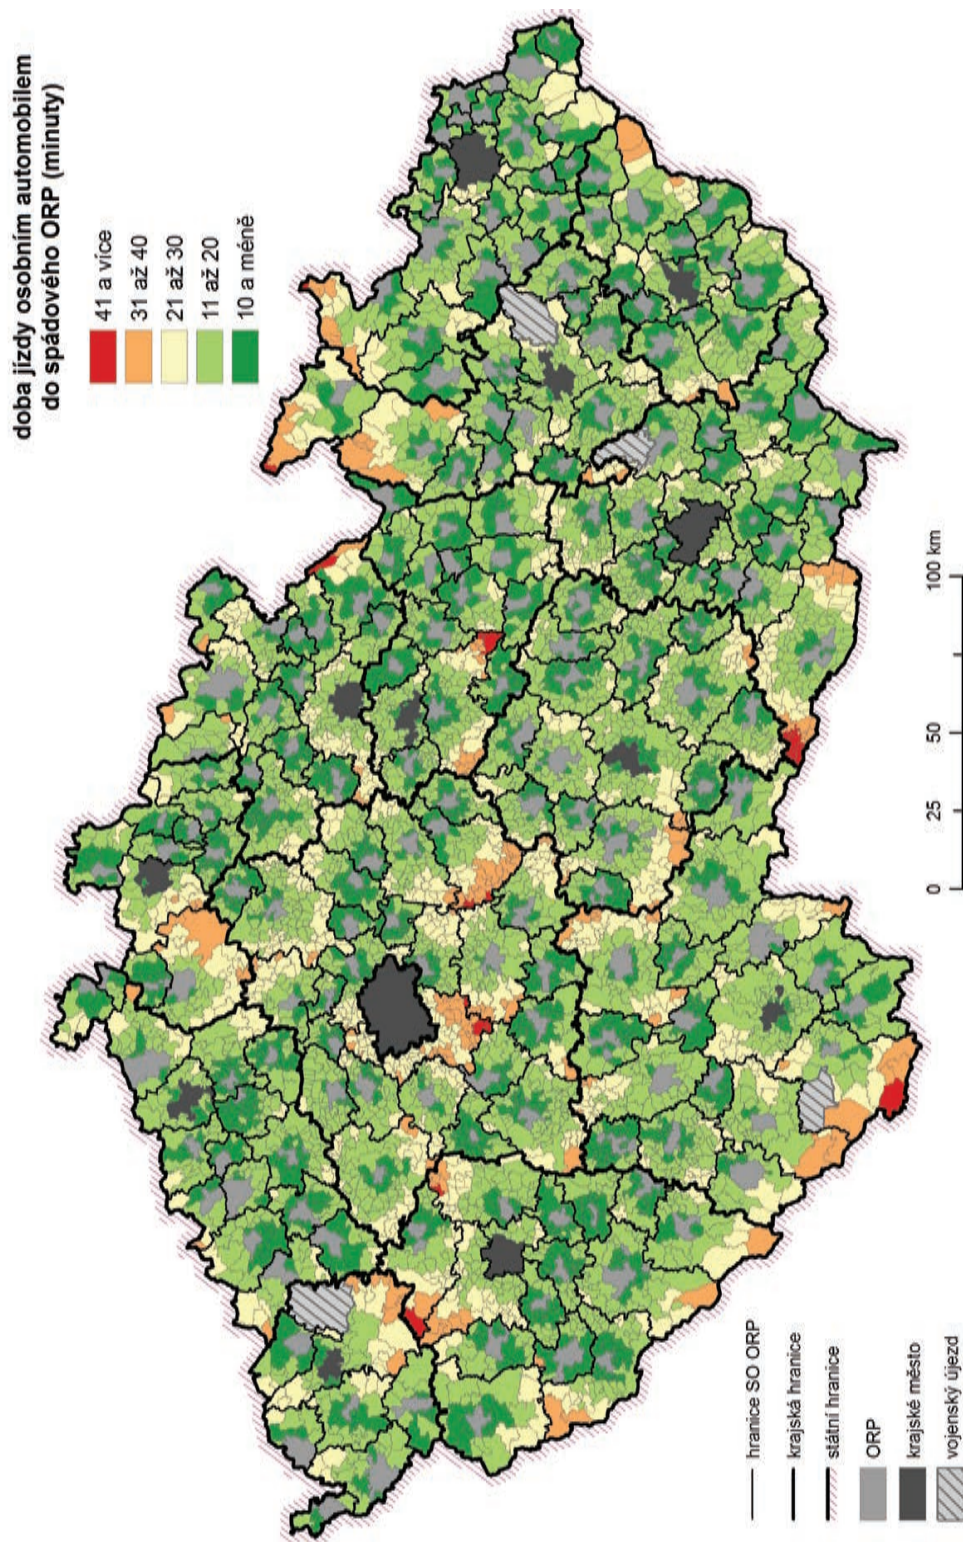 doba jízdy osobním automobilem
do spádového ORP (minuty)
41 a více
31 až 40
21 až 30
11 až 20
10 a méně
hranice SO ORP
krajská hranice
státní hranice
ORP
krajské město
vojenský újezd
0 25 50 100 km